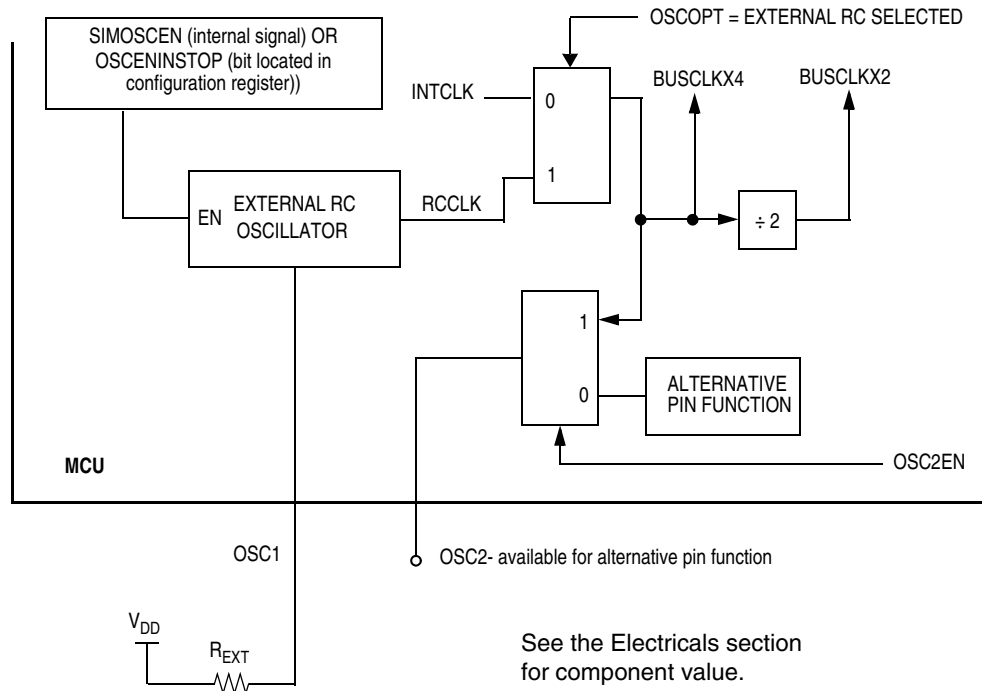 OSCOPT = EXTERNAL RC SELECTED
SIMOSCEN (internal signal) OR
OSCENINSTOP (bit located in
configuration register))
BUSCLKX4
BUSCLKX2
INTCLK
0
1
EN
EXTERNAL RC
OSCILLATOR
RCCLK
÷ 2
1
0
ALTERNATIVE
PIN FUNCTION
MCU
OSC2EN
OSC1
OSC2- available for alternative pin function
VDD
REXT
See the Electricals section
for component value.